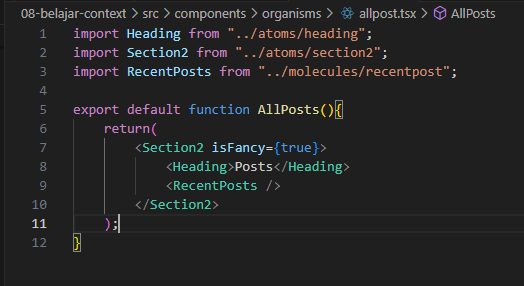 08-belajar-context > src > components > organisms > allpost.tsx > AllPosts
1 import Heading from "../atoms/heading";
2 import Section2 from "../atoms/section2";
3 import RecentPosts from "../molecules/recentpost";
4
5 export default function AllPosts(){
6     return(
7         <Section2 isFancy={true}>
8             <Heading>Posts</Heading>
9             <RecentPosts />
10         </Section2>
11     );
12 }